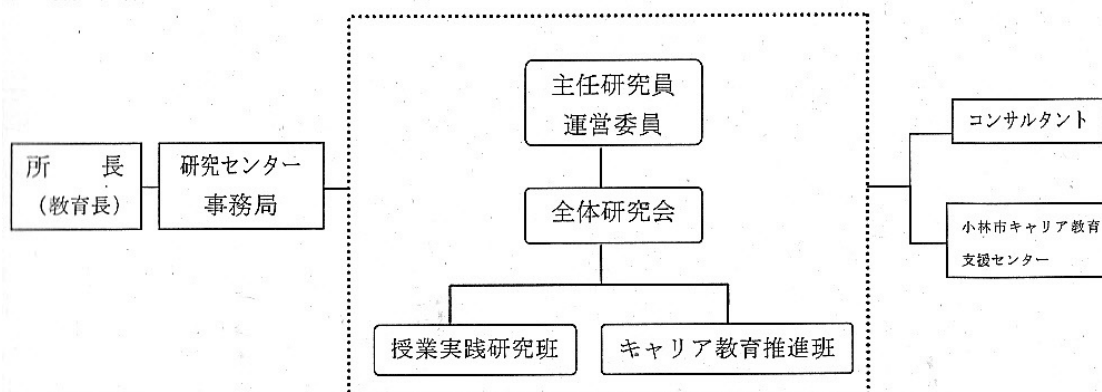 所　　長
（教育長）
研究センター
事務局
主任研究員
運営委員
全体研究会
授業実践研究班
キャリア教育推進班
コンサルタント
小林市キャリア教育
支援センター